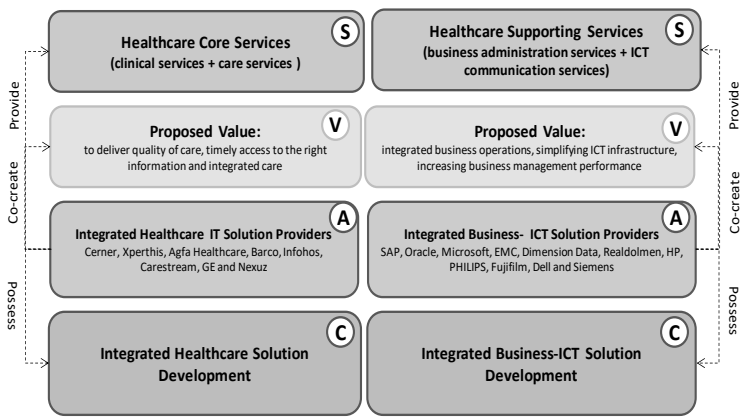 Healthcare Core Services
(clinical services + care services )
S
Healthcare Supporting Services
(business administration services + ICT
communication services)
S
Provide
Provide
Proposed Value:
to deliver quality of care, timely access to the right
information and integrated care
V
Proposed Value:
integrated business operations, simplifying ICT infrastructure,
increasing business management performance
V
Co-create
Co-create
Integrated Healthcare IT Solution Providers
Cerner, Xperthis, Agfa Healthcare, Barco, Infohos,
Carestream, GE and Nexuz
A
Integrated Business- ICT Solution Providers
SAP, Oracle, Microsoft, EMC, Dimension Data, Realdolmen, HP,
PHILIPS, Fujifilm, Dell and Siemens
A
Possess
Possess
Integrated Healthcare Solution
Development
C
Integrated Business-ICT Solution
Development
C